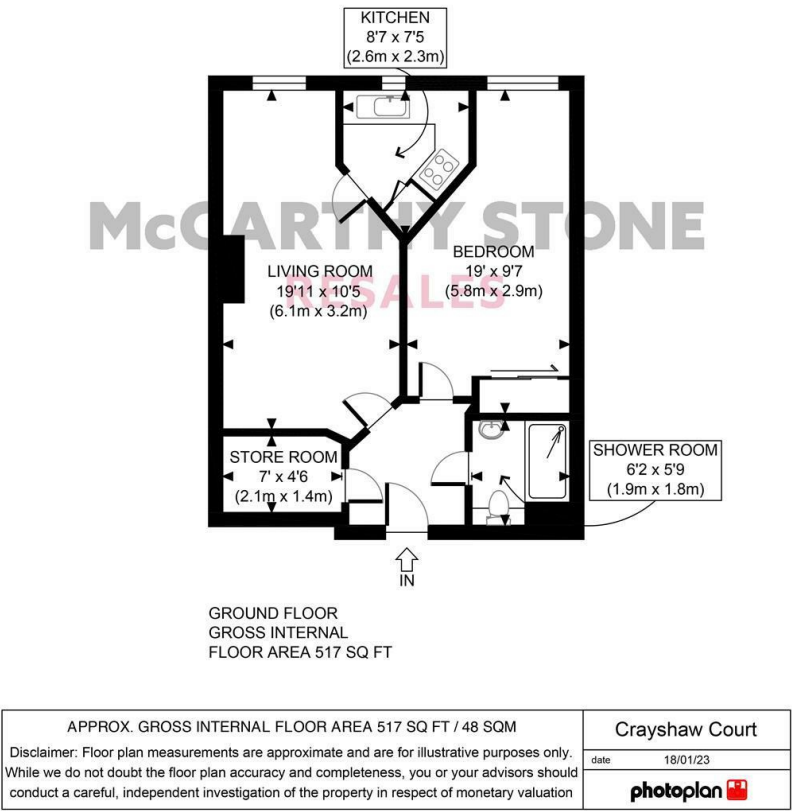 KITCHEN
8'7 x 7'5
(2.6m x 2.3m)
McCARTHY STONE
RESALES
BEDROOM
19' x 9'7
(5.8m x 2.9m)
LIVING ROOM
19'11 x 10'5
(6.1m x 3.2m)
STORE ROOM
7' x 4'6
(2.1m x 1.4m)
SHOWER ROOM
6'2 x 5'9
(1.9m x 1.8m)
IN
GROUND FLOOR
GROSS INTERNAL
FLOOR AREA 517 SQ FT
APPROX. GROSS INTERNAL FLOOR AREA 517 SQ FT / 48 SQM
Disclaimer: Floor plan measurements are approximate and are for illustrative purposes only.
While we do not doubt the floor plan accuracy and completeness, you or your advisors should
conduct a careful, independent investigation of the property in respect of monetary valuation
Crayshaw Court
date 18/01/23
photoplan